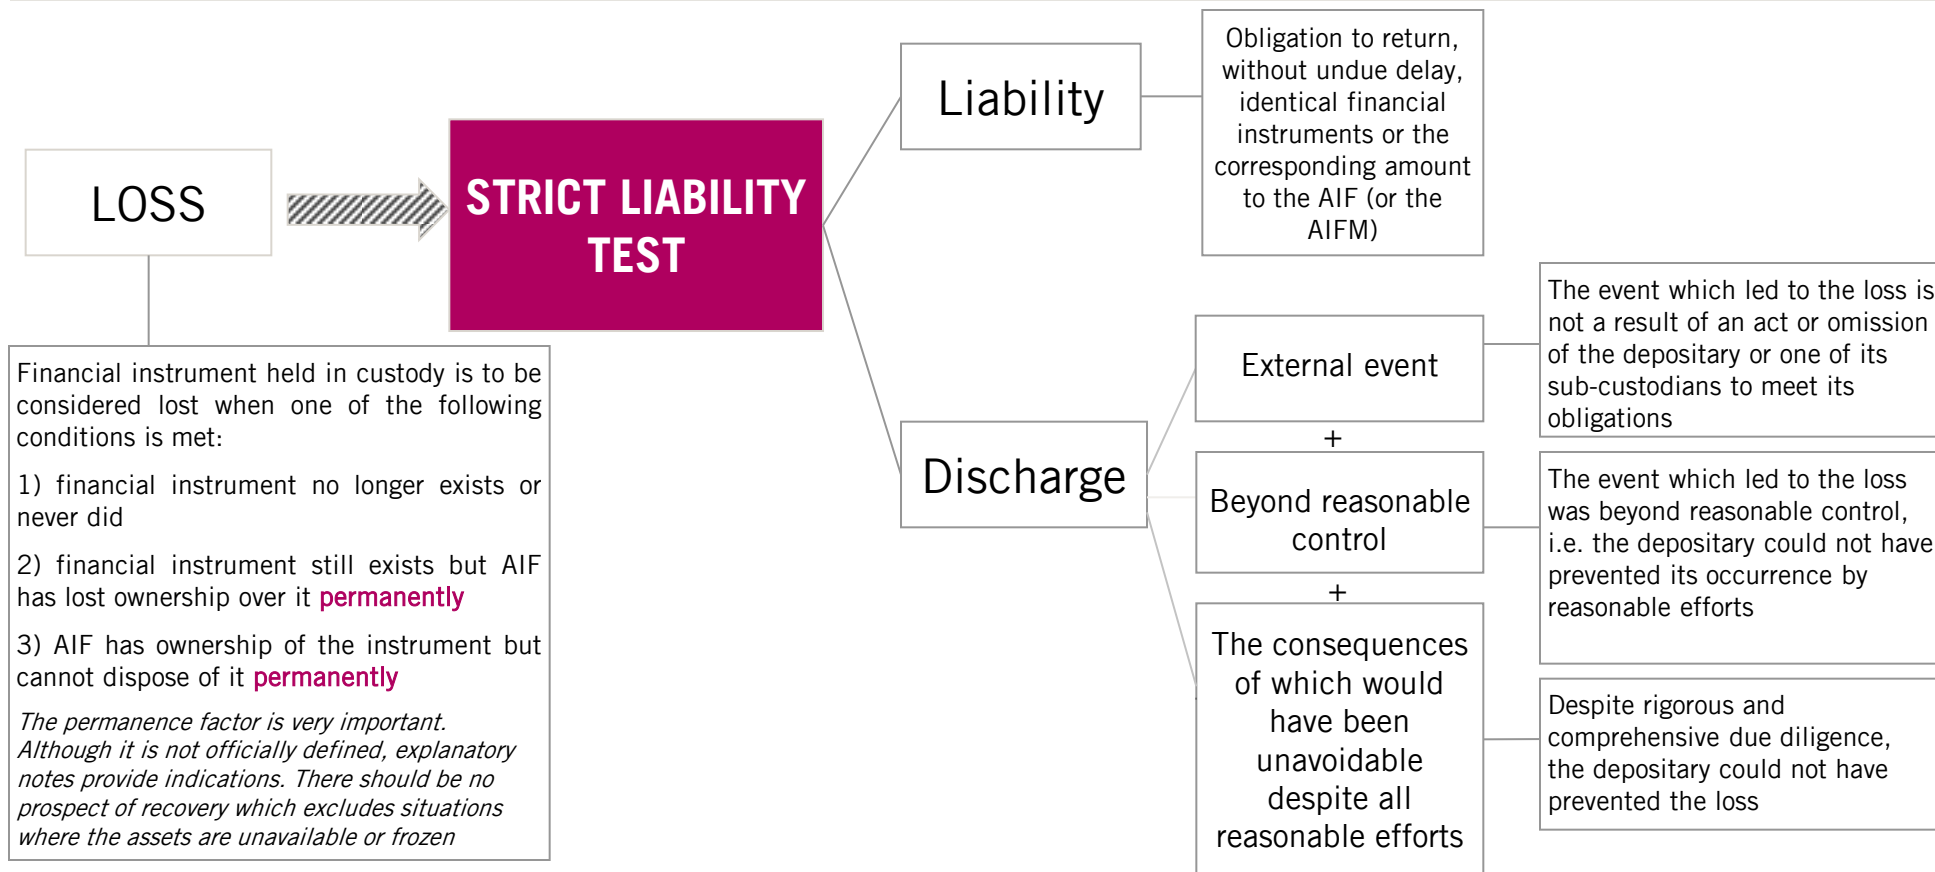 LOSS
Financial instrument held in custody is to be
considered lost when one of the following
conditions is met:
1) financial instrument no longer exists or
never did
2) financial instrument still exists but AIF
has lost ownership over it permanently
3) AIF has ownership of the instrument but
cannot dispose of it permanently
The permanence factor is very important.
Although it is not officially defined, explanatory
notes provide indications. There should be no
prospect of recovery which excludes situations
where the assets are unavailable or frozen
STRICT LIABILITY
TEST
Liability
Obligation to return,
without undue delay,
identical financial
instruments or the
corresponding amount
to the AIF (or the
AIFM)
Discharge
External event
The event which led to the loss is
not a result of an act or omission
of the depositary or one of its
sub-custodians to meet its
obligations
+
Beyond reasonable
control
The event which led to the loss
was beyond reasonable control,
i.e. the depositary could not have
prevented its occurrence by
reasonable efforts
+
The consequences
of which would
have been
unavoidable
despite all
reasonable efforts
Despite rigorous and
comprehensive due diligence,
the depositary could not have
prevented the loss